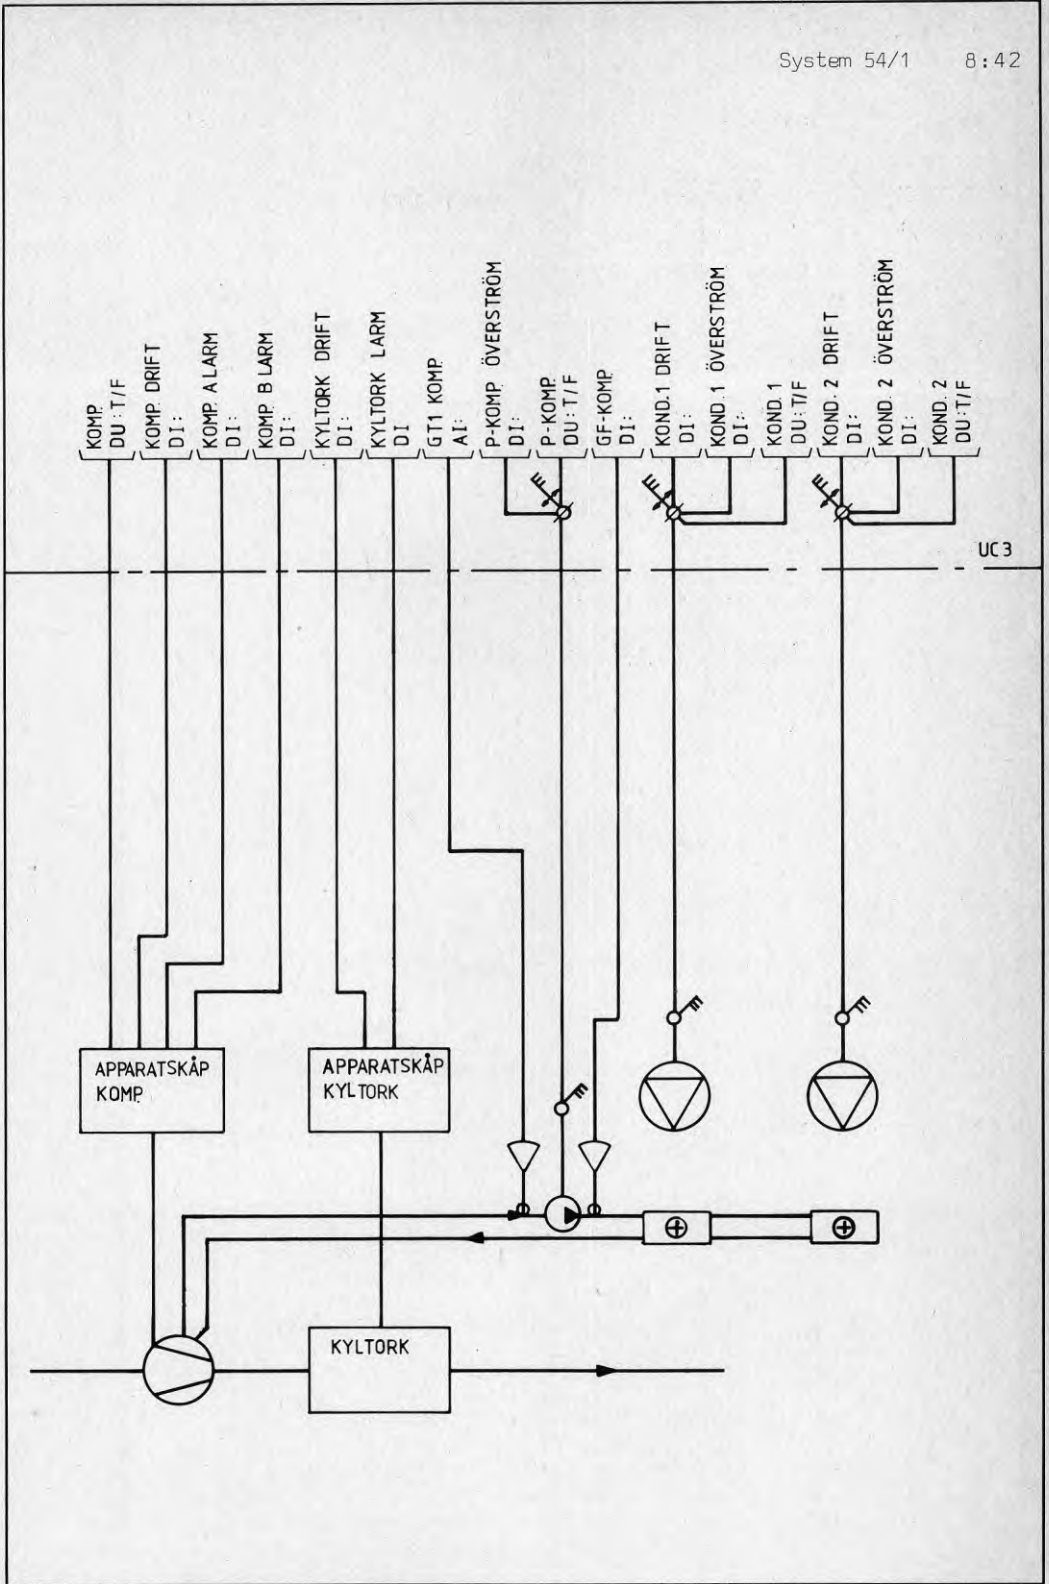 System 54/1 8:42
KOMP.
DU:T/F
KOMP. DRIFT
DI:
KOMP. A LARM
DI:
KOMP. B LARM
DI:
KYLTORK DRIFT
DI:
KYLTORK LARM
DI
GT1 KOMP.
AI:
P-KOMP. ÖVERSTRÖM
DI:
P-KOMP.
DU:T/F
GF-KOMP.
DI:
KOND.1 DRIFT
DI:
KOND.1 ÖVERSTRÖM
DI:
KOND.1
DU:T/F
KOND.2 DRIFT
DI:
KOND.2 ÖVERSTRÖM
DI:
KOND.2
DU:T/F
UC3
APPARATSKÅP
KOMP.
APPARATSKÅP
KYLTORK
KYLTORK